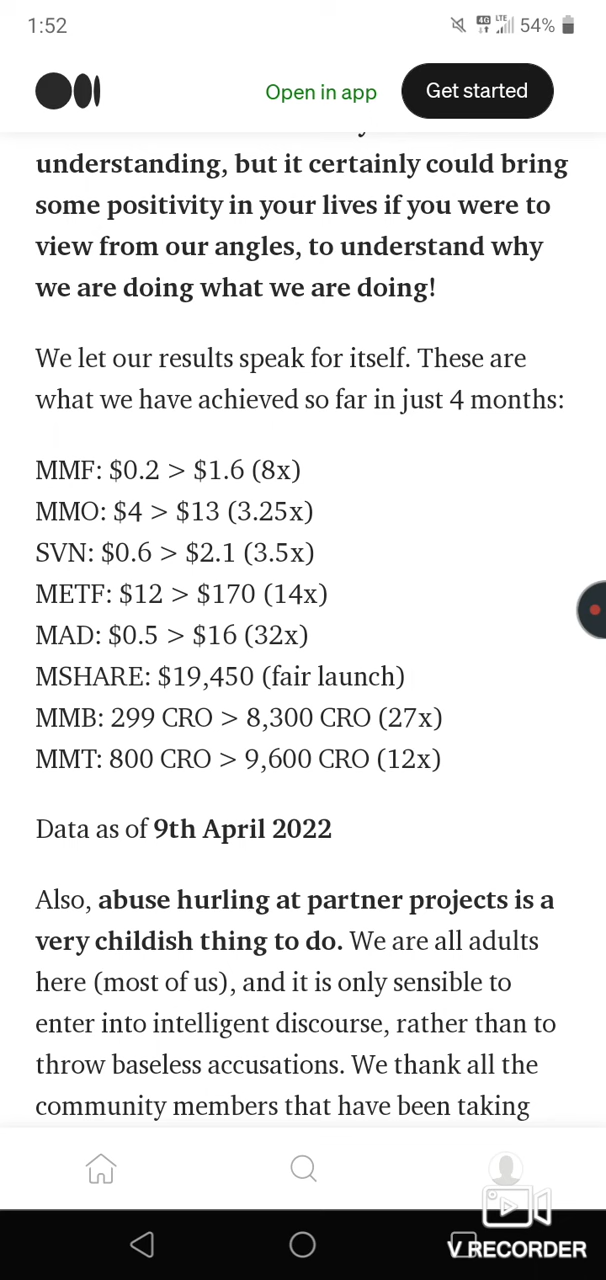 1:52
4G LTE 54%
Open in app
Get started
understanding, but it certainly could bring
some positivity in your lives if you were to
view from our angles, to understand why
we are doing what we are doing!
We let our results speak for itself. These are
what we have achieved so far in just 4 months:
MMF: $0.2 > $1.6 (8x)
MMO: $4 > $13 (3.25x)
SVN: $0.6 > $2.1 (3.5x)
METF: $12 > $170 (14x)
MAD: $0.5 > $16 (32x)
MSHARE: $19,450 (fair launch)
MMB: 299 CRO > 8,300 CRO (27x)
MMT: 800 CRO > 9,600 CRO (12x)
Data as of 9th April 2022
Also, abuse hurling at partner projects is a
very childish thing to do. We are all adults
here (most of us), and it is only sensible to
enter into intelligent discourse, rather than to
throw baseless accusations. We thank all the
community members that have been taking
V RECORDER